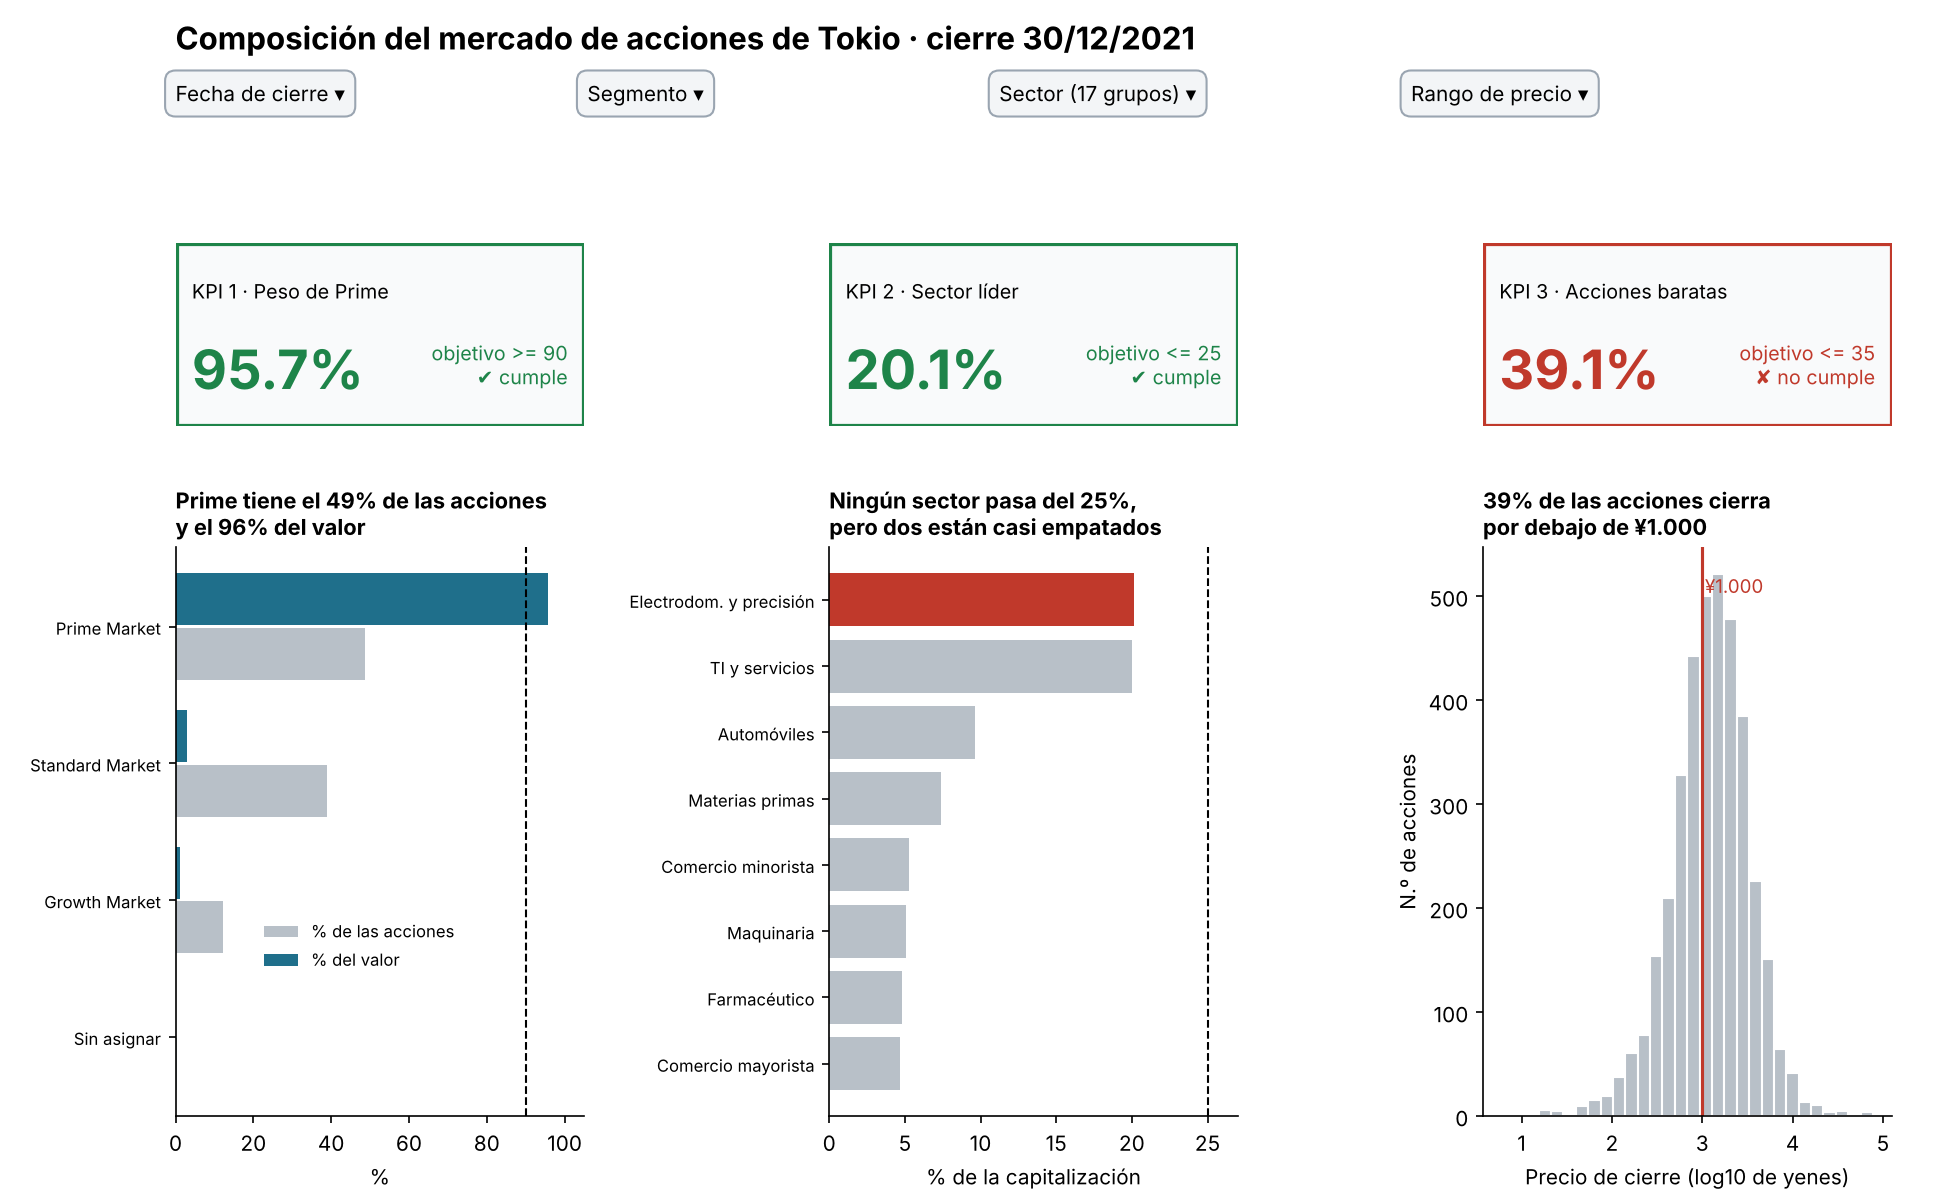 Composición del mercado de acciones de Tokio · cierre 30/12/2021
Fecha de cierre ▾
Segmento ▾
Sector (17 grupos) ▾
Rango de precio ▾
KPI 1 · Peso de Prime
95.7%
objetivo >= 90
✔ cumple
KPI 2 · Sector líder
20.1%
objetivo <= 25
✔ cumple
KPI 3 · Acciones baratas
39.1%
objetivo <= 35
✘ no cumple
Prime tiene el 49% de las acciones
y el 96% del valor
Prime Market
Standard Market
Growth Market
Sin asignar
% de las acciones
% del valor
0 20 40 60 80 100
%
Ningún sector pasa del 25%,
pero dos están casi empatados
Electrodom. y precisión
TI y servicios
Automóviles
Materias primas
Comercio minorista
Maquinaria
Farmacéutico
Comercio mayorista
0 5 10 15 20 25
% de la capitalización
39% de las acciones cierra
por debajo de ¥1.000
¥1.000
N.º de acciones
500
400
300
200
100
0
1 2 3 4 5
Precio de cierre (log10 de yenes)